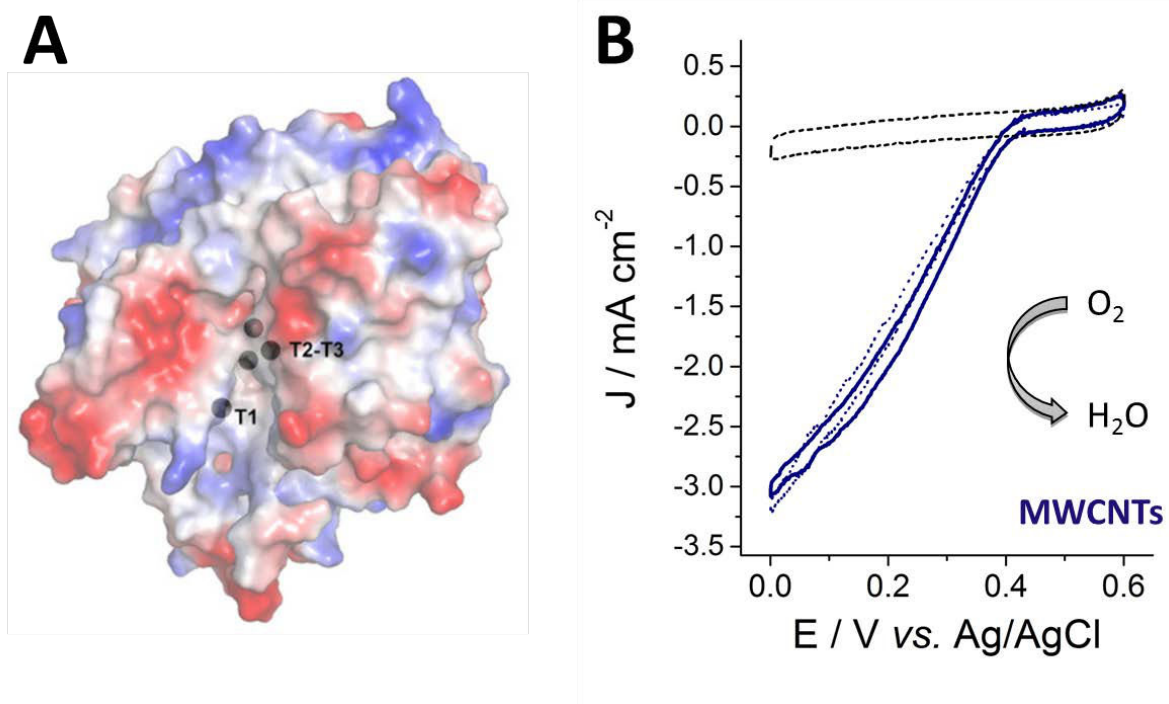 A
T2-T3
T1
B
J / mA cm⁻²
0.5
0.0
-0.5
-1.0
-1.5
-2.0
-2.5
-3.0
-3.5
O₂
H₂O
MWCNTs
0.0 0.2 0.4 0.6
E / V vs. Ag/AgCl